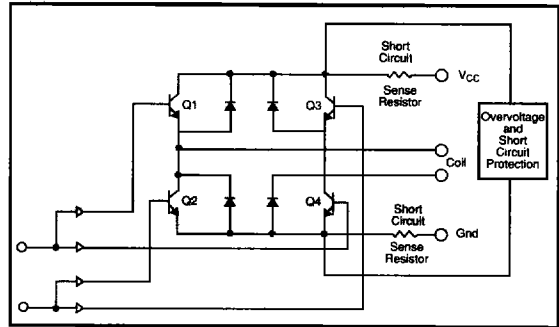 Short
Circuit
VCC
Sense
Resistor
Q1
Q3
Overvoltage
and
Short
Circuit
Protection
Coil
Q2
Q4
Short
Circuit
Gnd
Sense
Resistor